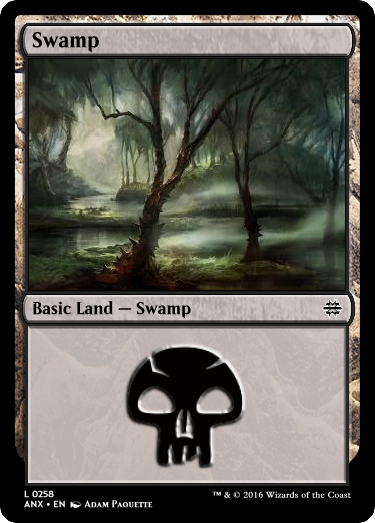 Swamp
Basic Land — Swamp
L 0258
ANX • EN Adam Paquette
™ & © 2016 Wizards of the Coast